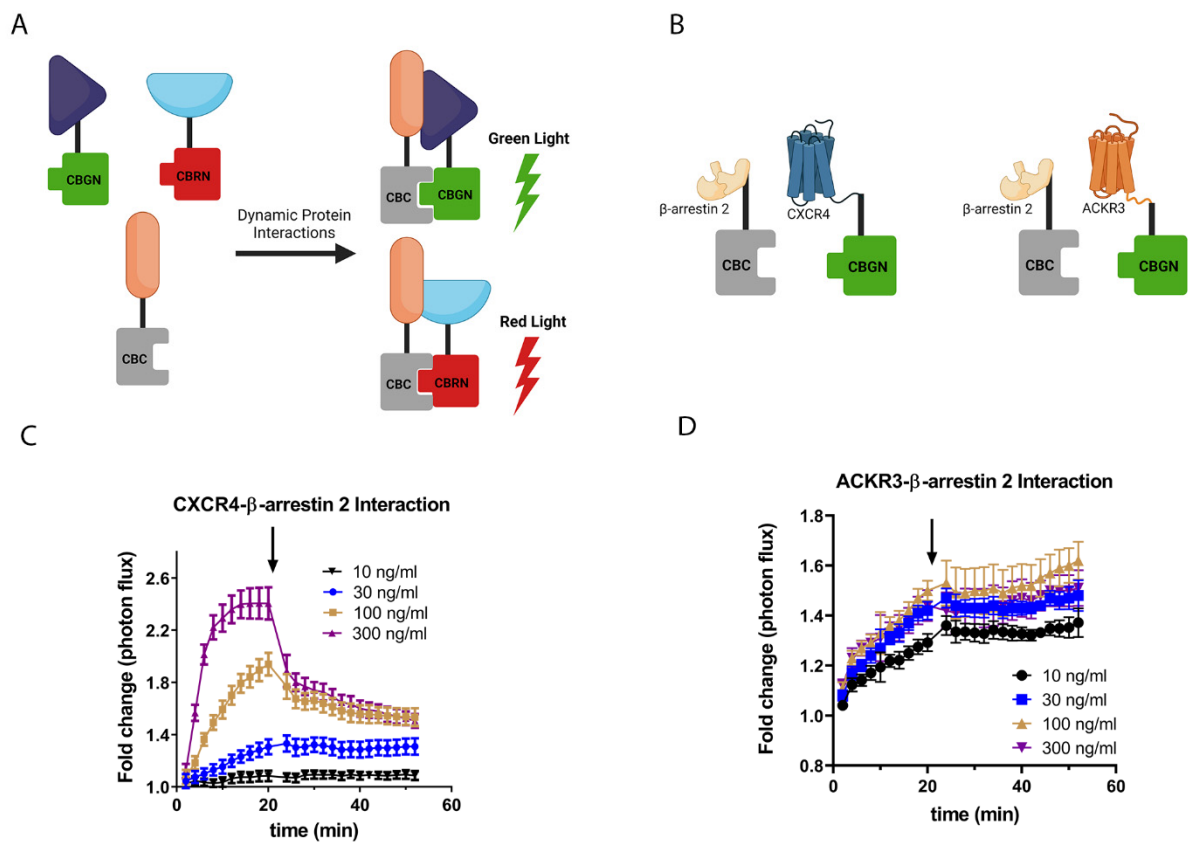 A
CBGN
CBRN
CBC
Dynamic Protein
Interactions
Green Light
CBC
CBGN
Red Light
CBC
CBRN
B
β-arrestin 2
CXCR4
CBC
CBGN
β-arrestin 2
ACKR3
CBC
CBGN
C
CXCR4-β-arrestin 2 Interaction
Fold change (photon flux)
2.6
2.2
1.8
1.4
1.0
10 ng/ml
30 ng/ml
100 ng/ml
300 ng/ml
0
20
40
60
time (min)
D
ACKR3-β-arrestin 2 Interaction
Fold change (photon flux)
1.8
1.6
1.4
1.2
1.0
0.8
10 ng/ml
30 ng/ml
100 ng/ml
300 ng/ml
0
20
40
60
time (min)